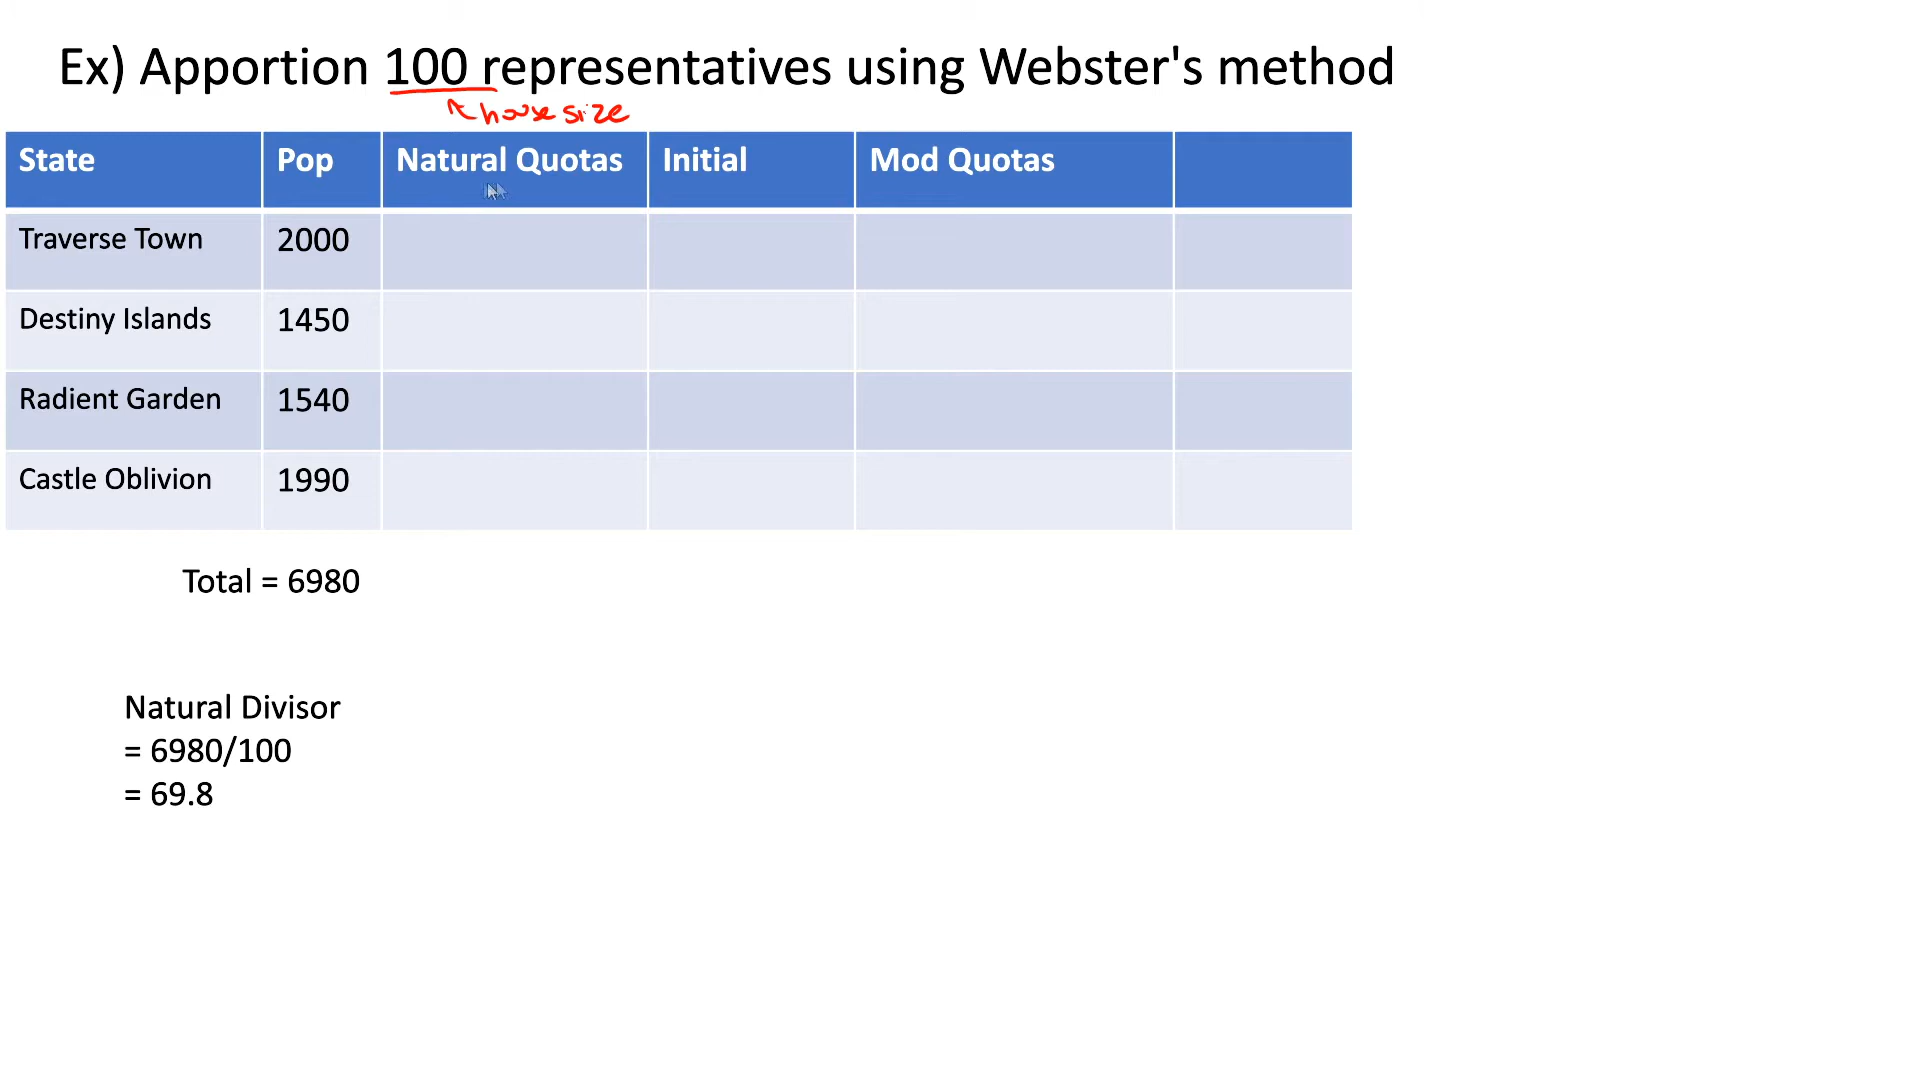 Ex) Apportion 100 representatives using Webster's method
house size
State Pop Natural Quotas Initial Mod Quotas
Traverse Town 2000
Destiny Islands 1450
Radient Garden 1540
Castle Oblivion 1990
Total = 6980
Natural Divisor
= 6980/100
= 69.8